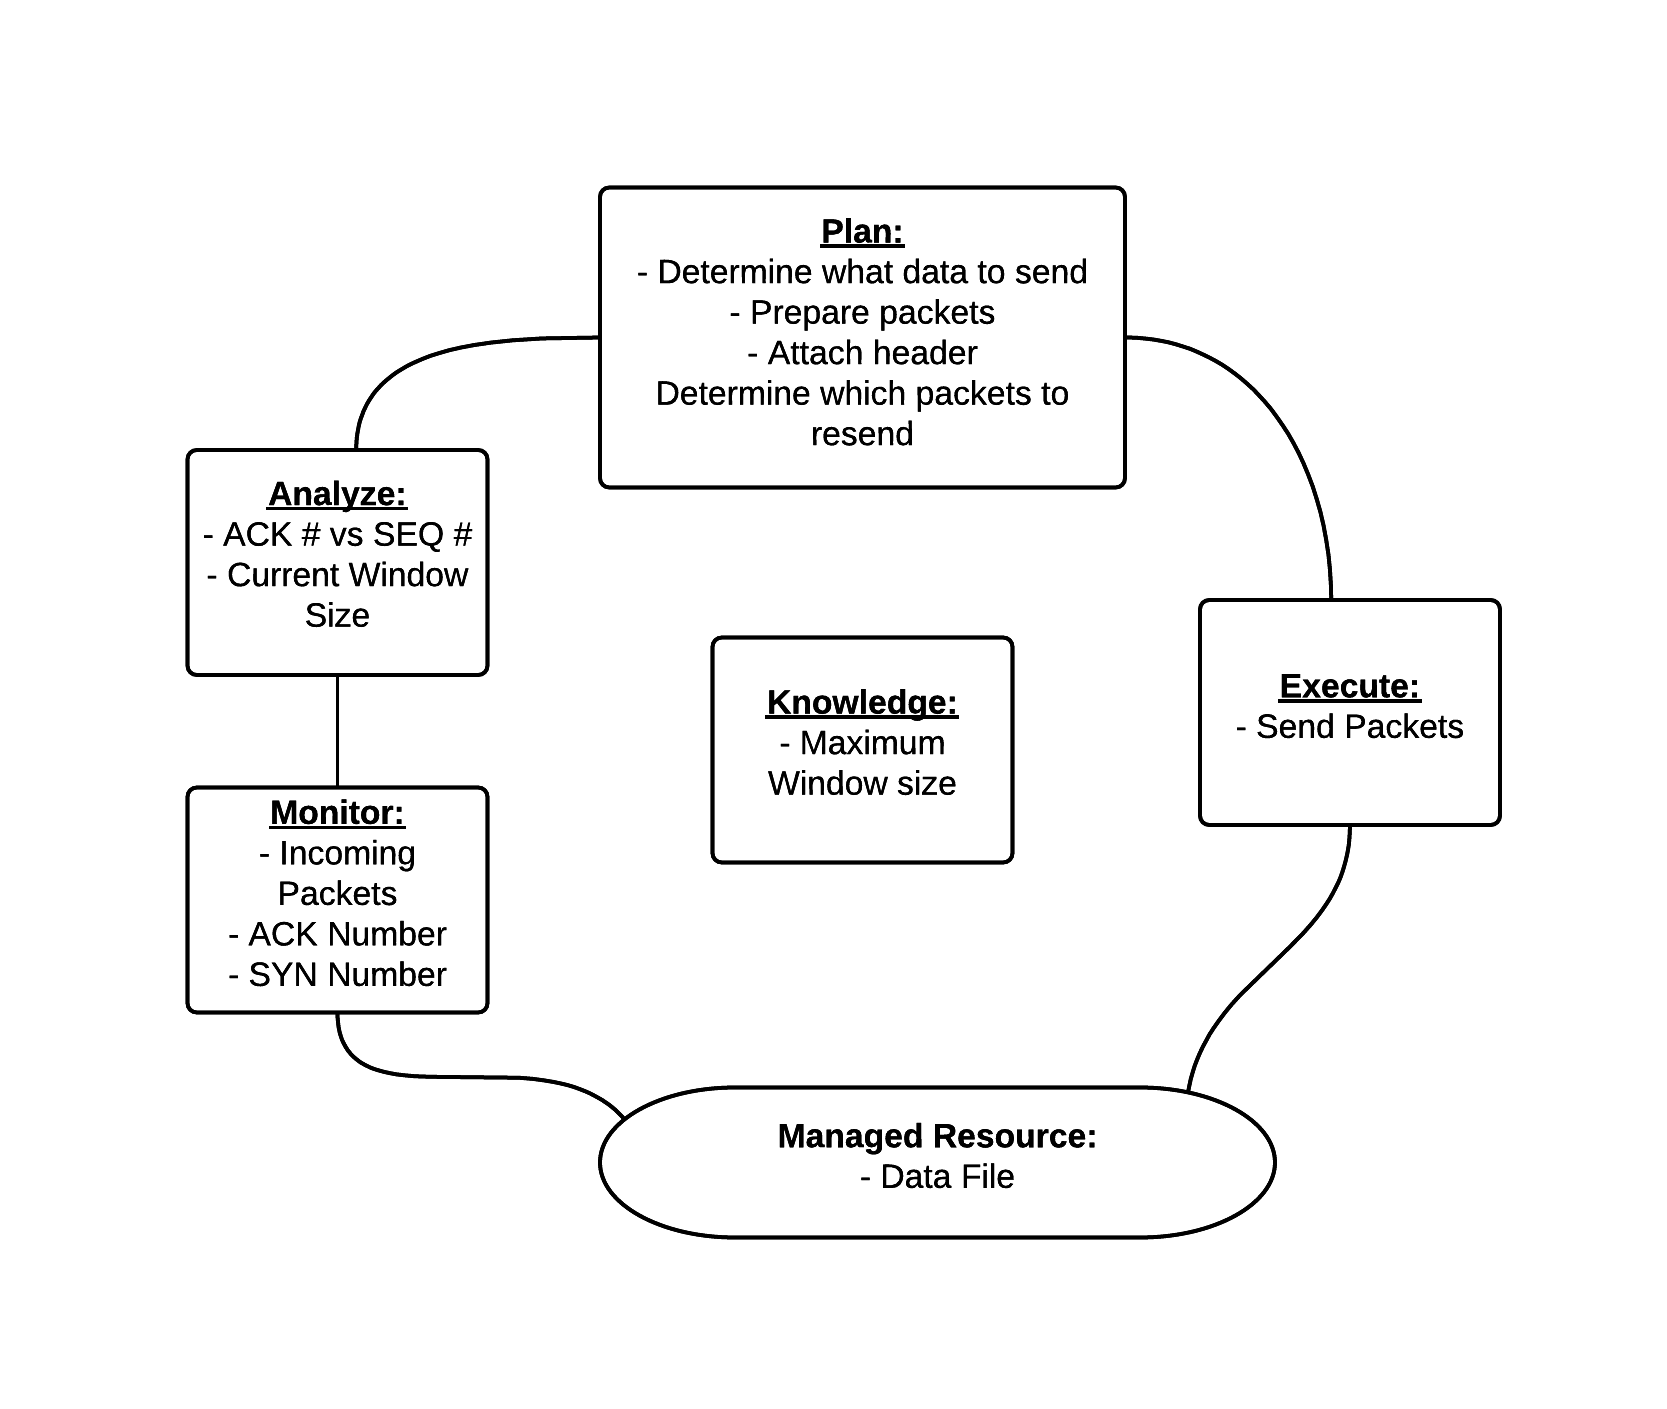 Plan:
- Determine what data to send
- Prepare packets
- Attach header
Determine which packets to
resend
Analyze:
- ACK # vs SEQ #
- Current Window
Size
Knowledge:
- Maximum
Window size
Execute:
- Send Packets
Monitor:
- Incoming
Packets
- ACK Number
- SYN Number
Managed Resource:
- Data File